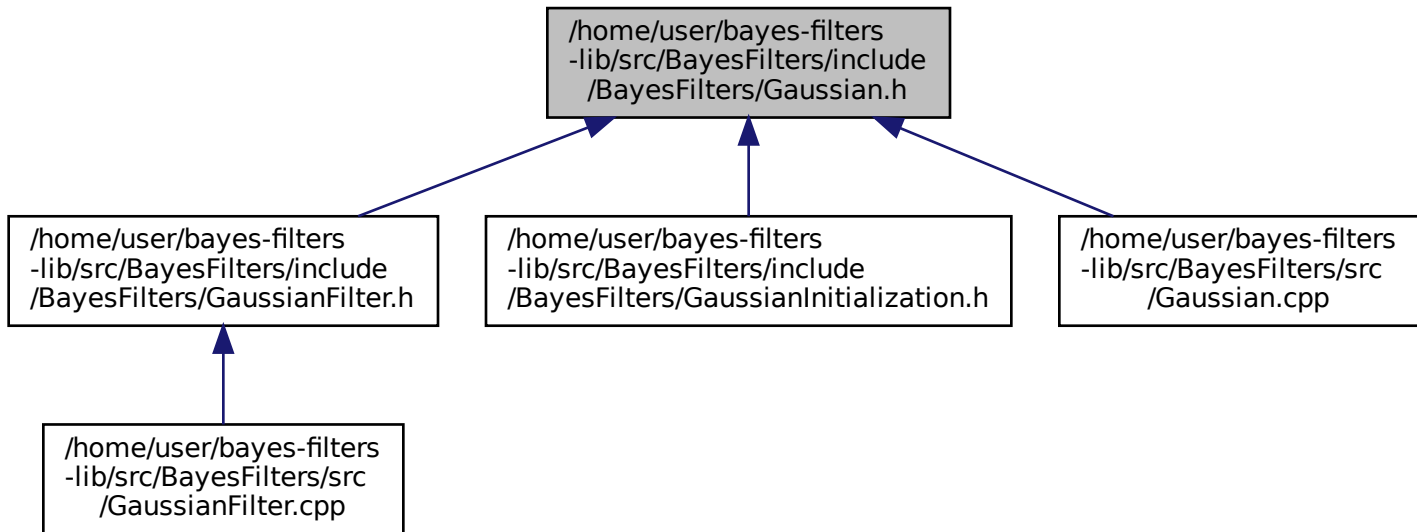 /home/user/bayes-filters
-lib/src/BayesFilters/include
/BayesFilters/Gaussian.h
/home/user/bayes-filters
-lib/src/BayesFilters/include
/BayesFilters/GaussianFilter.h
/home/user/bayes-filters
-lib/src/BayesFilters/include
/BayesFilters/GaussianInitialization.h
/home/user/bayes-filters
-lib/src/BayesFilters/src
/Gaussian.cpp
/home/user/bayes-filters
-lib/src/BayesFilters/src
/GaussianFilter.cpp